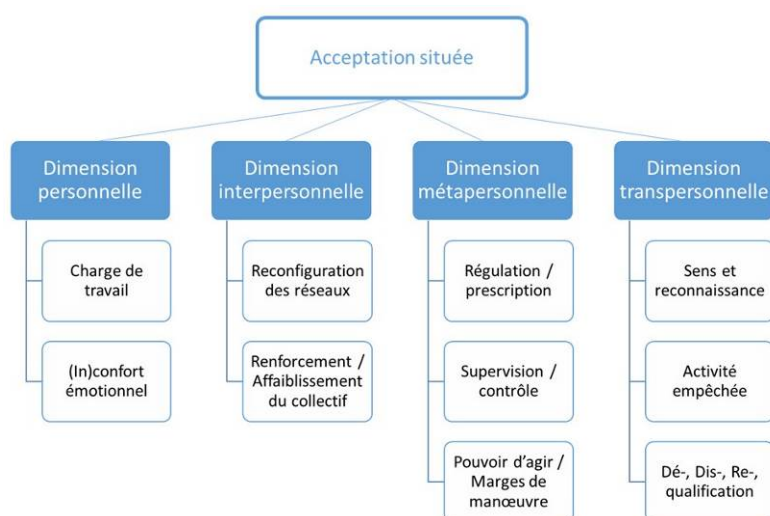 Acceptation située
Dimension
personnelle
Charge de
travail
(In)confort
émotionnel
Dimension
interpersonnelle
Reconfiguration
des réseaux
Renforcement /
Affaiblissement
du collectif
Dimension
métapersonnelle
Régulation /
prescription
Supervision /
contrôle
Pouvoir d'agir /
Marges de
manœuvre
Dimension
transpersonnelle
Sens et
reconnaissance
Activité
empêchée
Dé-, Dis-, Re-,
qualification